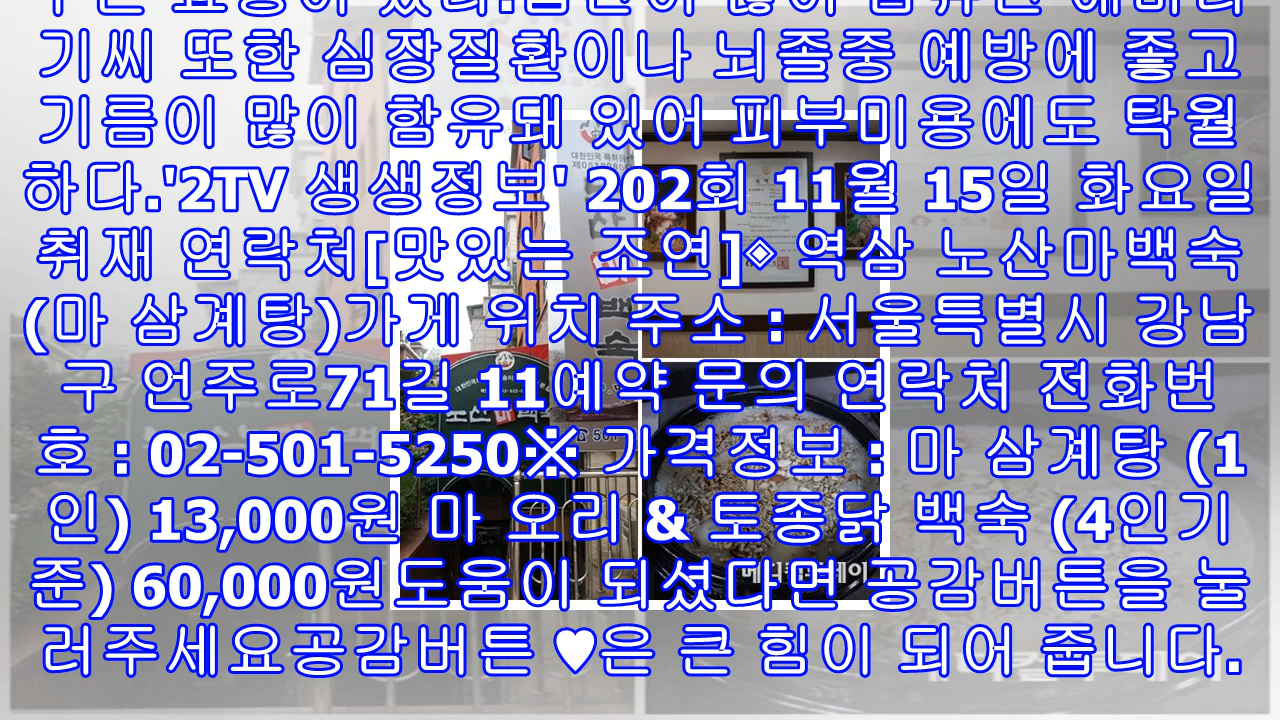 기씨 또한 심장질환이나 뇌졸중 예방에 좋고
기름이 많이 함유돼 있어 피부미용에도 탁월
하다.'2TV 생생정보' 202회 11월 15일 화요일
취재 연락처[맛있는 조연]◈ 역삼 노산마백숙
(마 삼계탕)가게 위치 주소 : 서울특별시 강남
구 언주로71길 11예약 문의 연락처 전화번
호 : 02-501-5250※ 가격정보 : 마 삼계탕 (1
인) 13,000원 마 오리 & 토종닭 백숙 (4인기
준) 60,000원도움이 되셨다면 공감버튼을 눌
러주세요공감버튼 ♥은 큰 힘이 되어 줍니다.
대한민국 특허